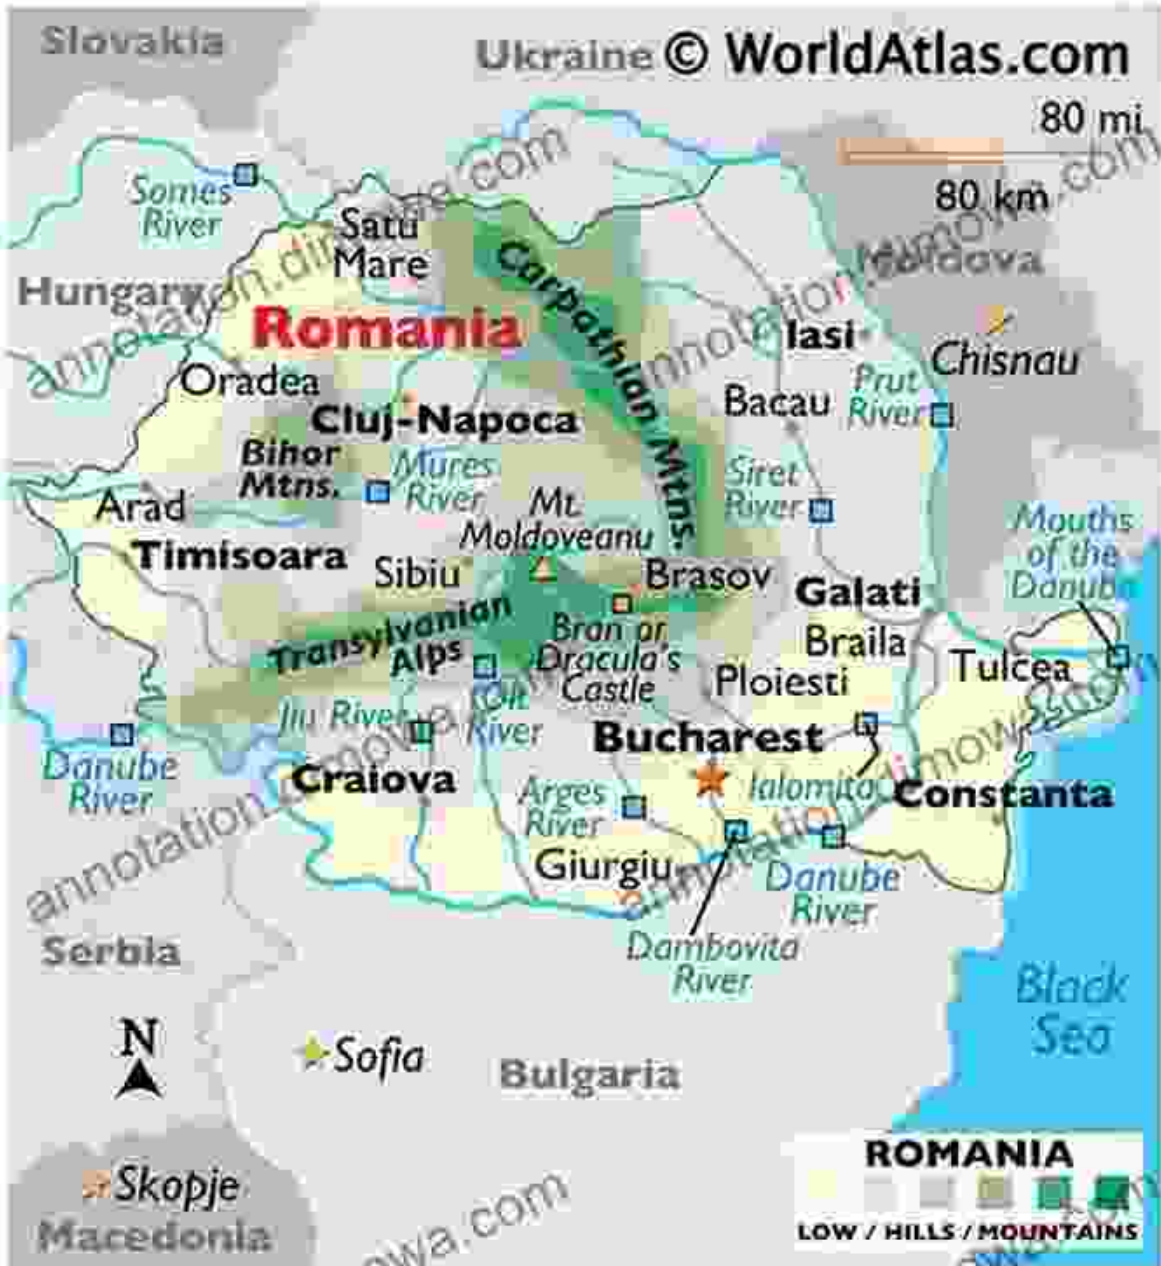 Slovakia
Ukraine © WorldAtlas.com
80 mi
80 km
Somes
River
Satu
Mare
Moldova
Hungary
Romania
Carpathian Mtns.
Iasi
Chisnau
Oradea
Prut
River
Bacau
Cluj-Napoca
Bihor
Mtns.
Mures
River
Siret
River
Arad
Mt.
Moldoveanu
Mouths
of the
Danube
Timisoara
Sibiu
Brasov
Galati
Transylvanian
Alps
Bran or
Dracula's
Castle
Braila
Tulcea
Ploiesti
Jiu River
Olt
River
Bucharest
Danube
River
Craiova
Arges
River
Ialomita
Constanta
Giurgiu
Danube
River
Dambovita
River
Serbia
Black
Sea
N
Sofia
Bulgaria
Skopje
Macedonia
ROMANIA
LOW / HILLS / MOUNTAINS